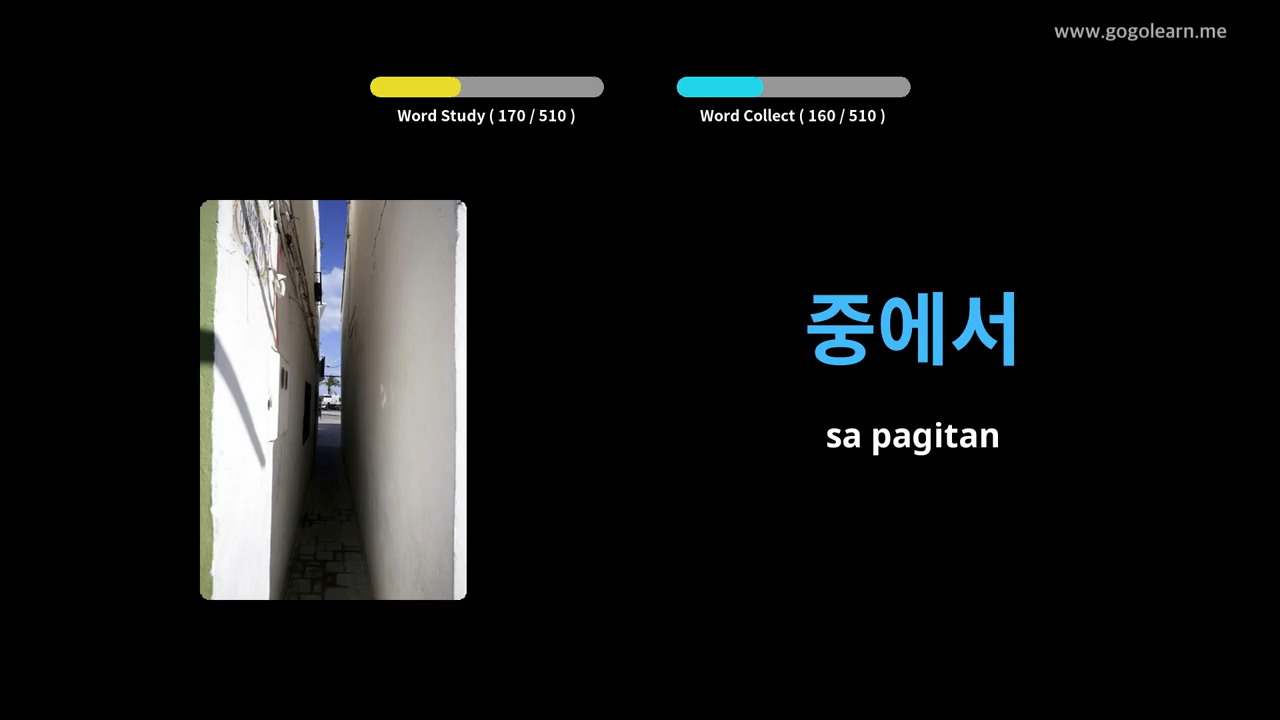 www.gogolearn.me
Word Study ( 170 / 510 )
Word Collect ( 160 / 510 )
중에서
sa pagitan